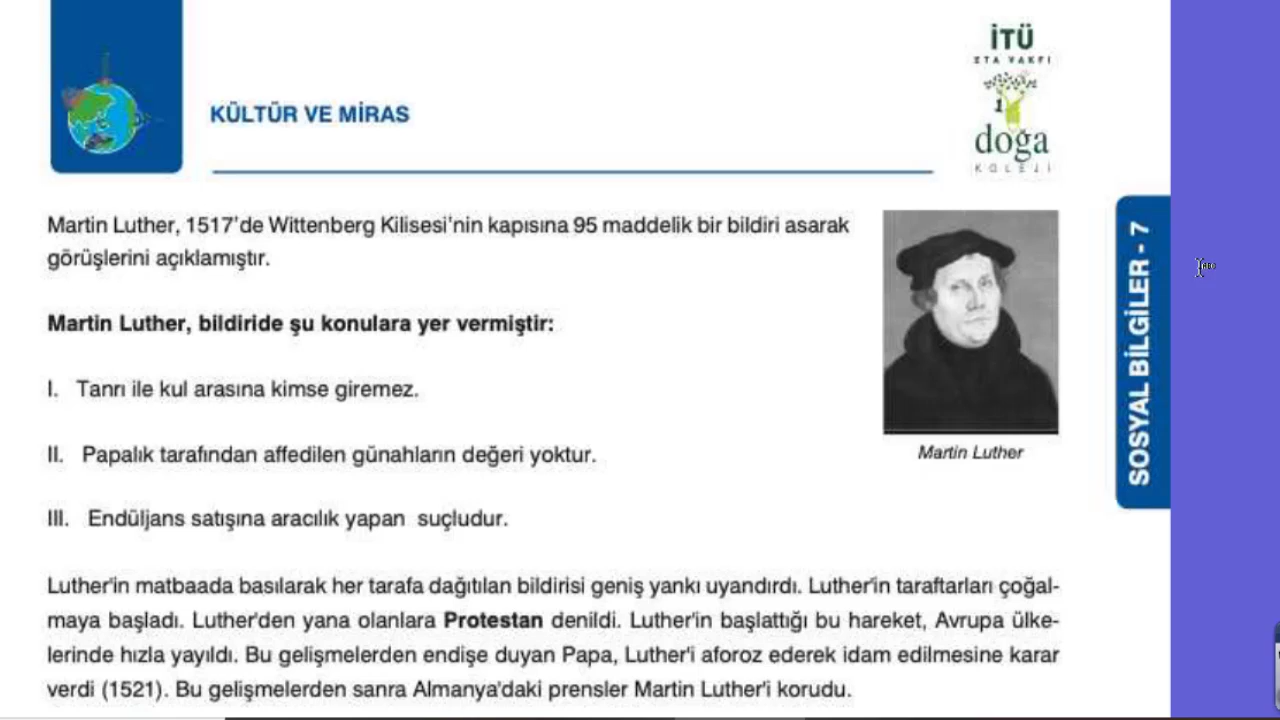 İTÜ
ETA VAKFI
1
doğa
KOLEJİ
KÜLTÜR VE MİRAS
Martin Luther, 1517’de Wittenberg Kilisesi’nin kapısına 95 maddelik bir bildiri asarak
görüşlerini açıklamıştır.
Martin Luther, bildiride şu konulara yer vermiştir:
I. Tanrı ile kul arasına kimse giremez.
II. Papalık tarafından affedilen günahların değeri yoktur.
III. Endüljans satışına aracılık yapan suçludur.
Martin Luther
SOSYAL BİLGİLER - 7
Luther'in matbaada basılarak her tarafa dağıtılan bildirisi geniş yankı uyandırdı. Luther'in taraftarları çoğal-
maya başladı. Luther'den yana olanlara Protestan denildi. Luther'in başlattığı bu hareket, Avrupa ülke-
lerinde hızla yayıldı. Bu gelişmelerden endişe duyan Papa, Luther'i aforoz ederek idam edilmesine karar
verdi (1521). Bu gelişmelerden sanra Almanya'daki prensler Martin Luther'i korudu.